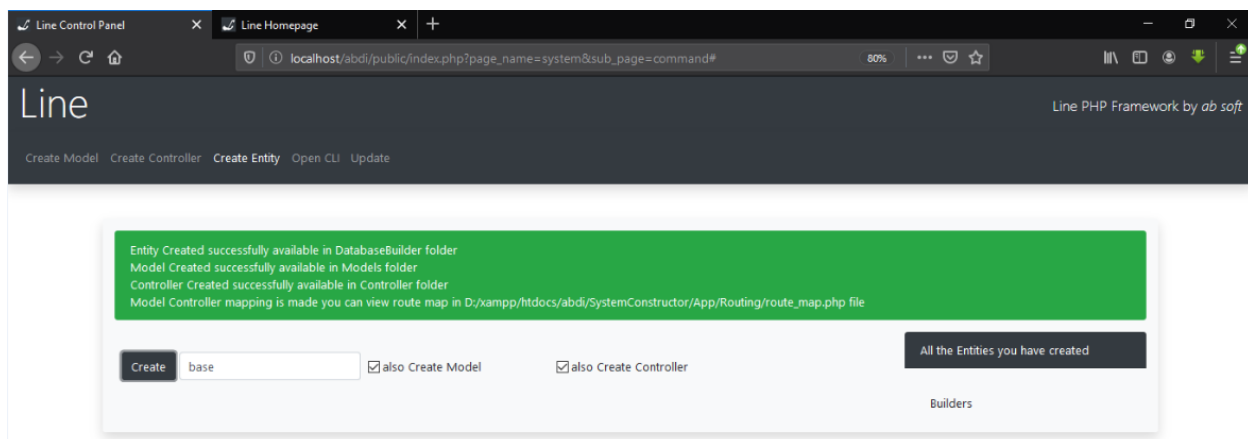 Line Control Panel
Line Homepage
localhost/abdi/public/index.php?page_name=system&sub_page=command#
80%
Line
Line PHP Framework by ab soft
Create Model Create Controller Create Entity Open CLI Update
Entity Created successfully available in DatabaseBuilder folder
Model Created successfully available in Models folder
Controller Created successfully available in Controller folder
Model Controller mapping is made you can view route map in D:/xampp/htdocs/abdi/SystemConstructor/App/Routing/route_map.php file
All the Entities you have created
Create base also Create Model also Create Controller
Builders